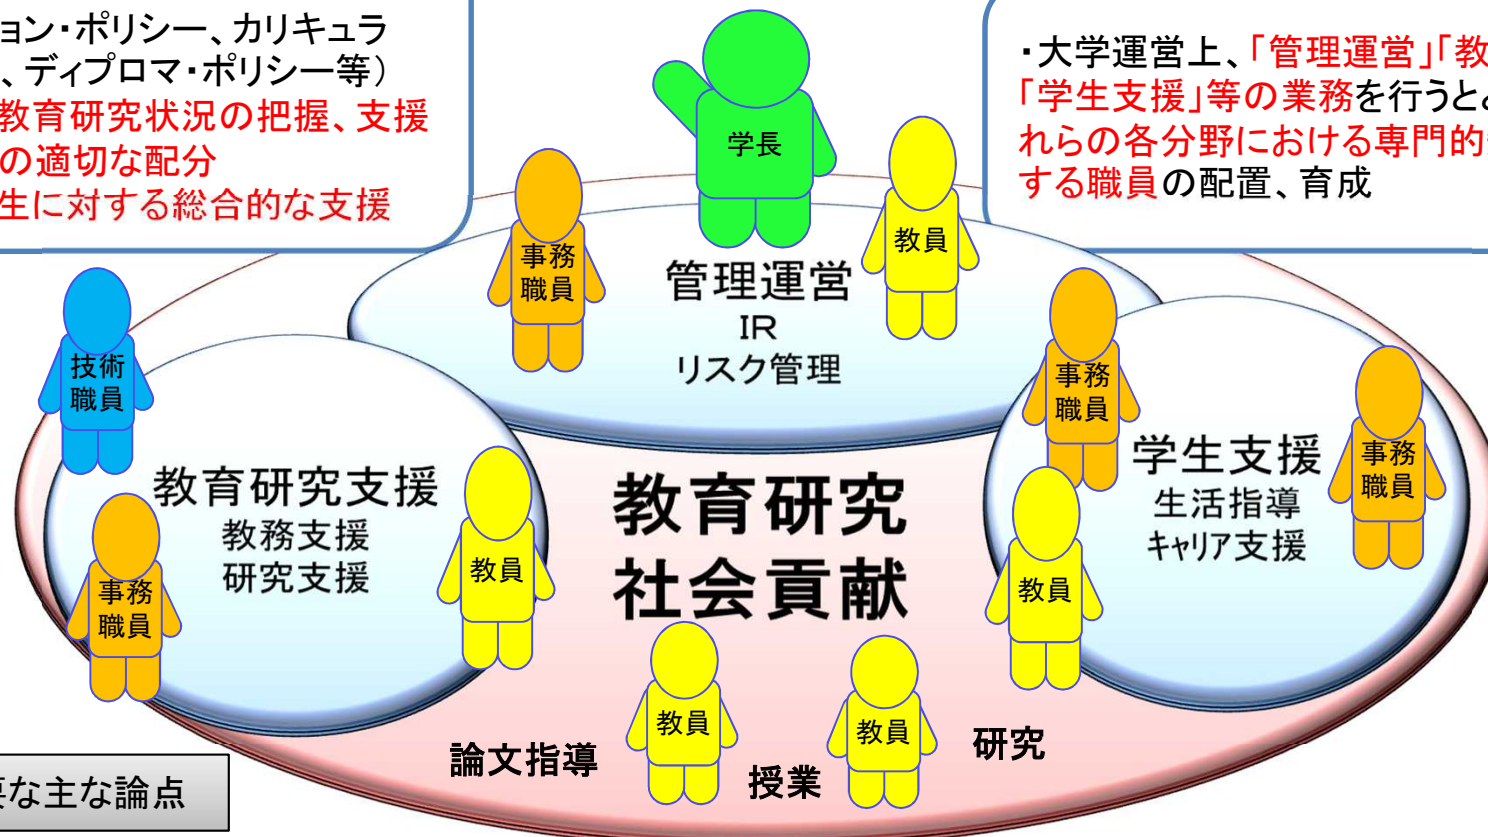 ョン・ポリシー、カリキュラ
、ディプロマ・ポリシー等）
教育研究状況の把握、支援
の適切な配分
生に対する総合的な支援
・大学運営上、「管理運営」「教
「学生支援」等の業務を行うと
れらの各分野における専門的
する職員の配置、育成
学長
教員
事務
職員
管理運営
IR
リスク管理
技術
職員
事務
職員
教育研究支援
教務支援
研究支援
事務
職員
教員
教育研究
社会貢献
学生支援
生活指導
キャリア支援
事務
職員
教員
教員
教員
論文指導
授業
研究
な主な論点